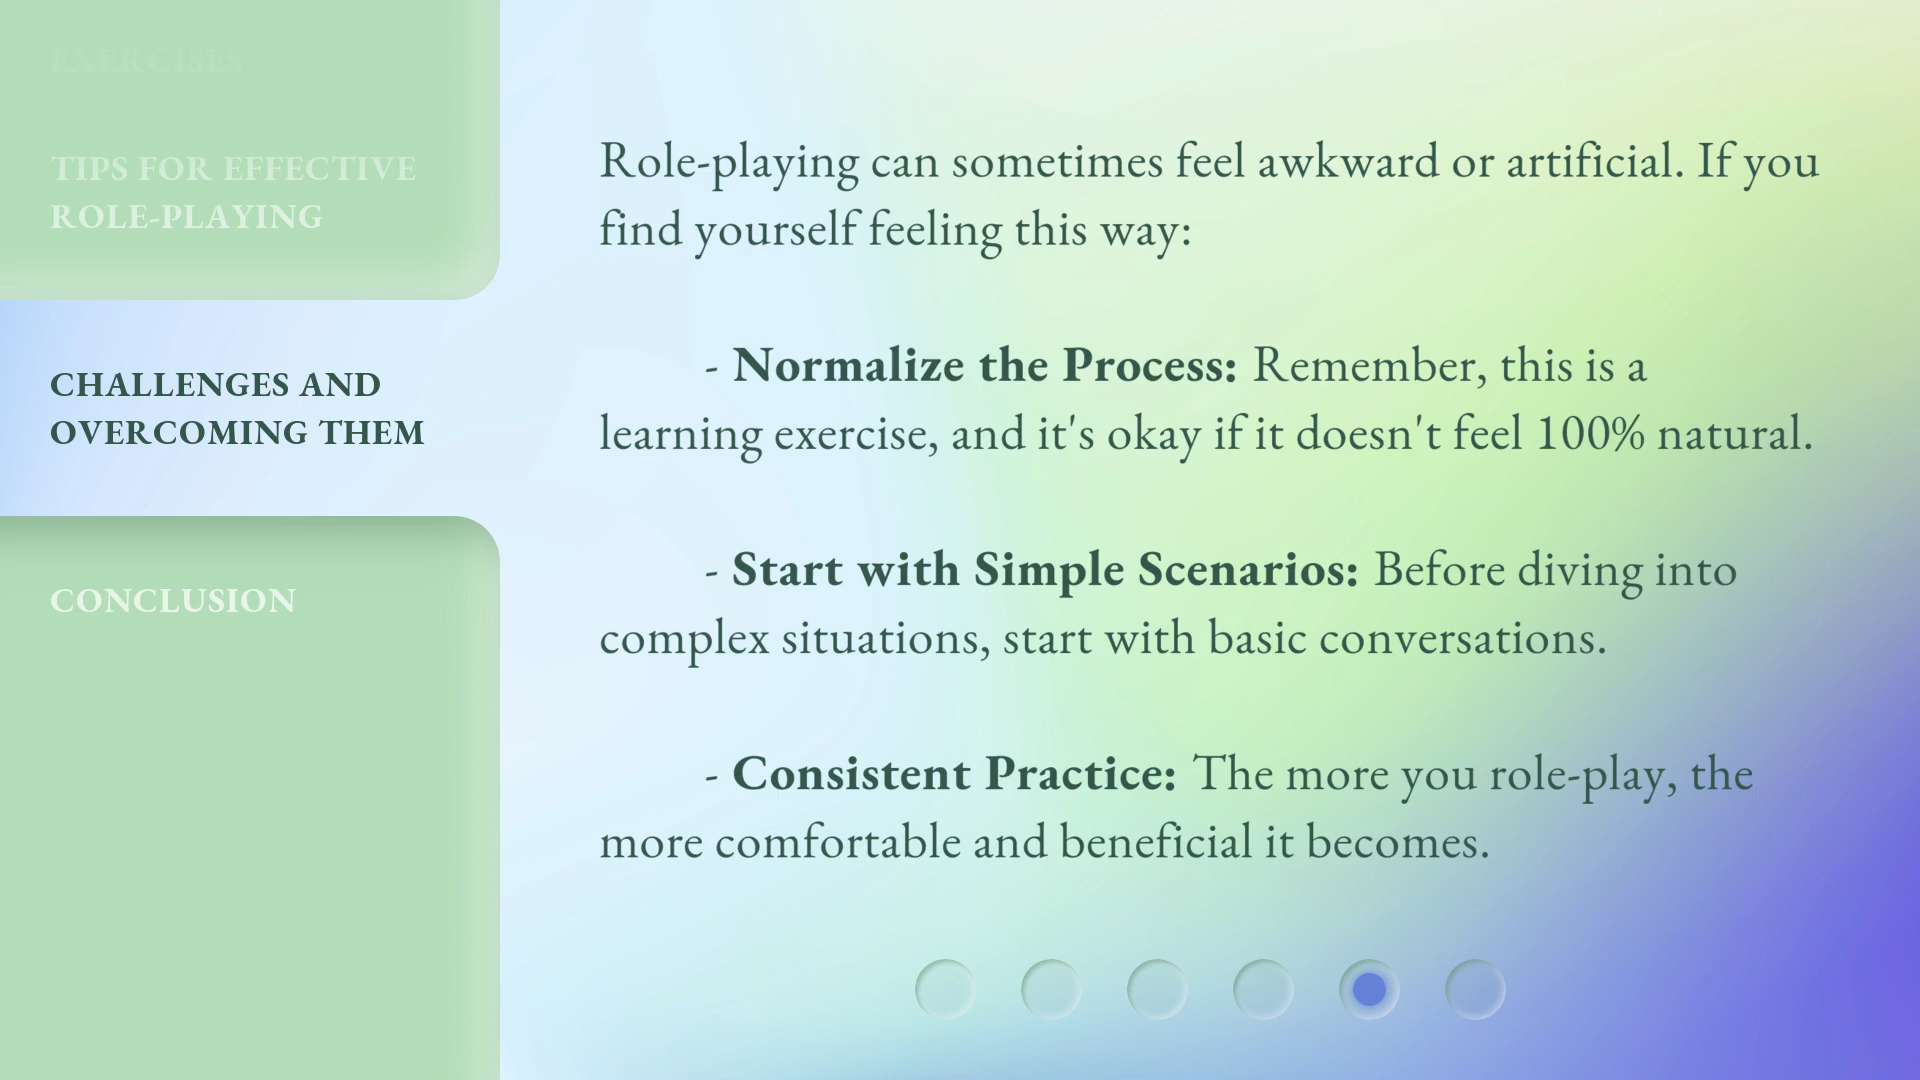 EXERCISES
TIPS FOR EFFECTIVE
ROLE-PLAYING
CHALLENGES AND
OVERCOMING THEM
CONCLUSION
Role-playing can sometimes feel awkward or artificial. If you
find yourself feeling this way:
- Normalize the Process: Remember, this is a
learning exercise, and it's okay if it doesn't feel 100% natural.
- Start with Simple Scenarios: Before diving into
complex situations, start with basic conversations.
- Consistent Practice: The more you role-play, the
more comfortable and beneficial it becomes.